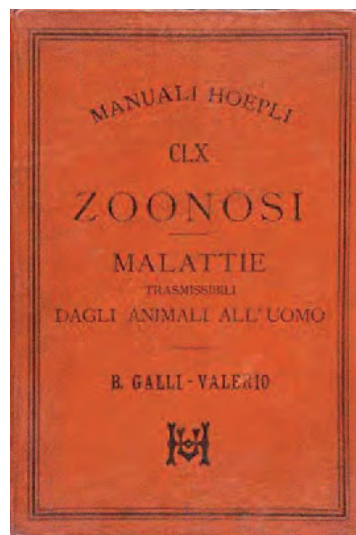 MANUALI HOEPLI
CLX
ZOONOSI
MALATTIE
TRASMISSIBILI
DAGLI ANIMALI ALL'UOMO
B. GALLI-VALERIO